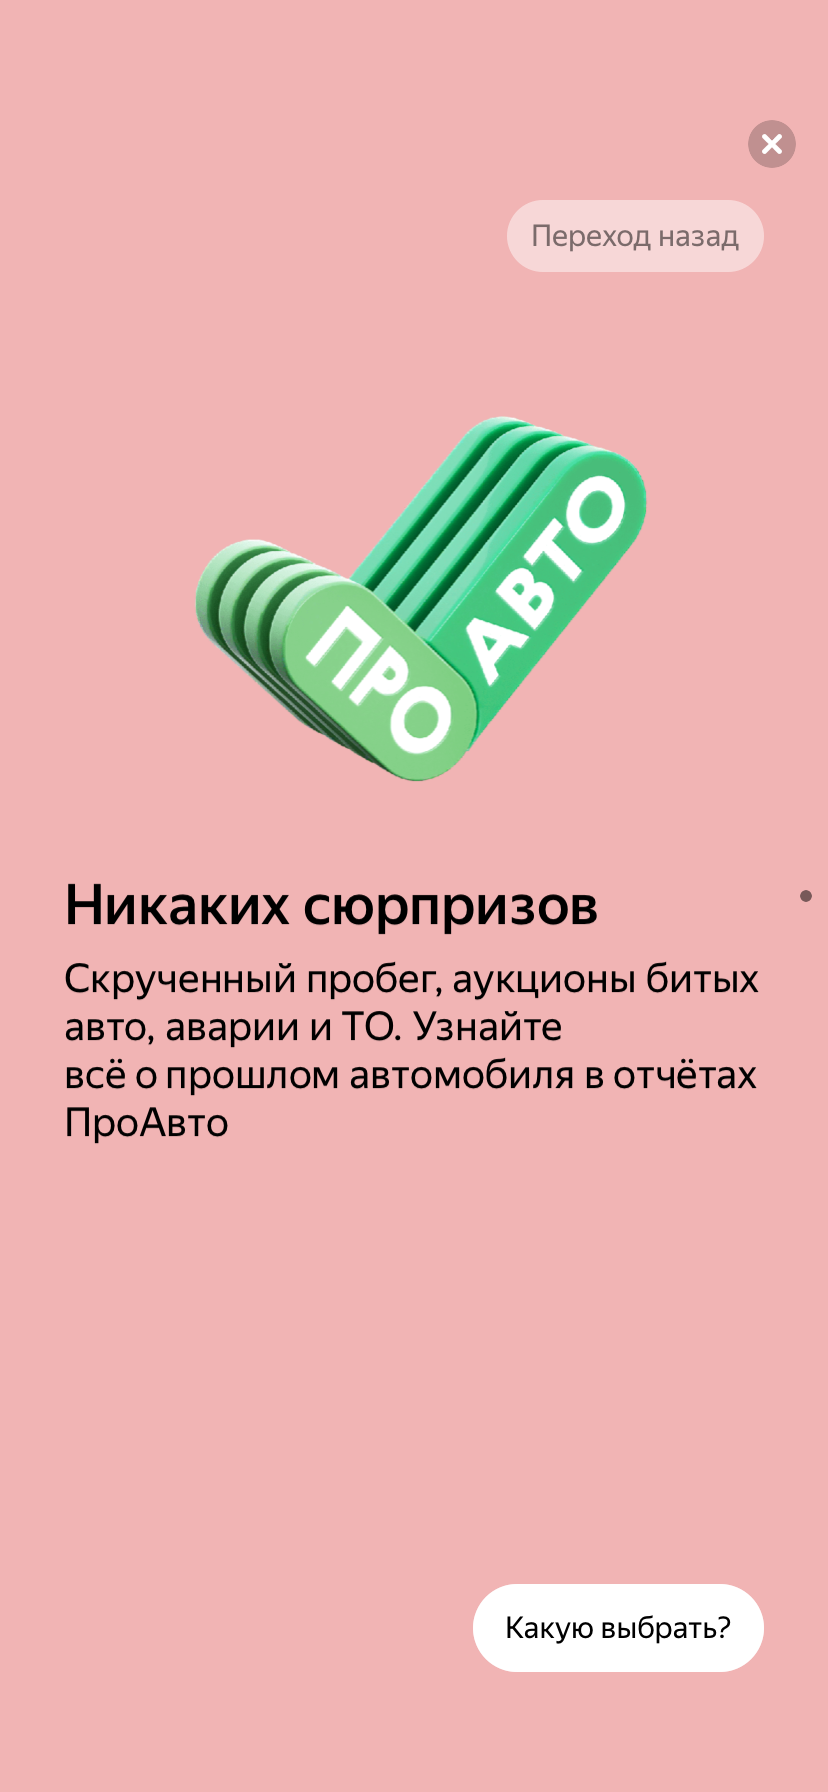 Переход назад
ПРО
АВТО
Никаких сюрпризов
Скрученный пробег, аукционы битых
авто, аварии и ТО. Узнайте
всё о прошлом автомобиля в отчётах
ПроАвто
Какую выбрать?